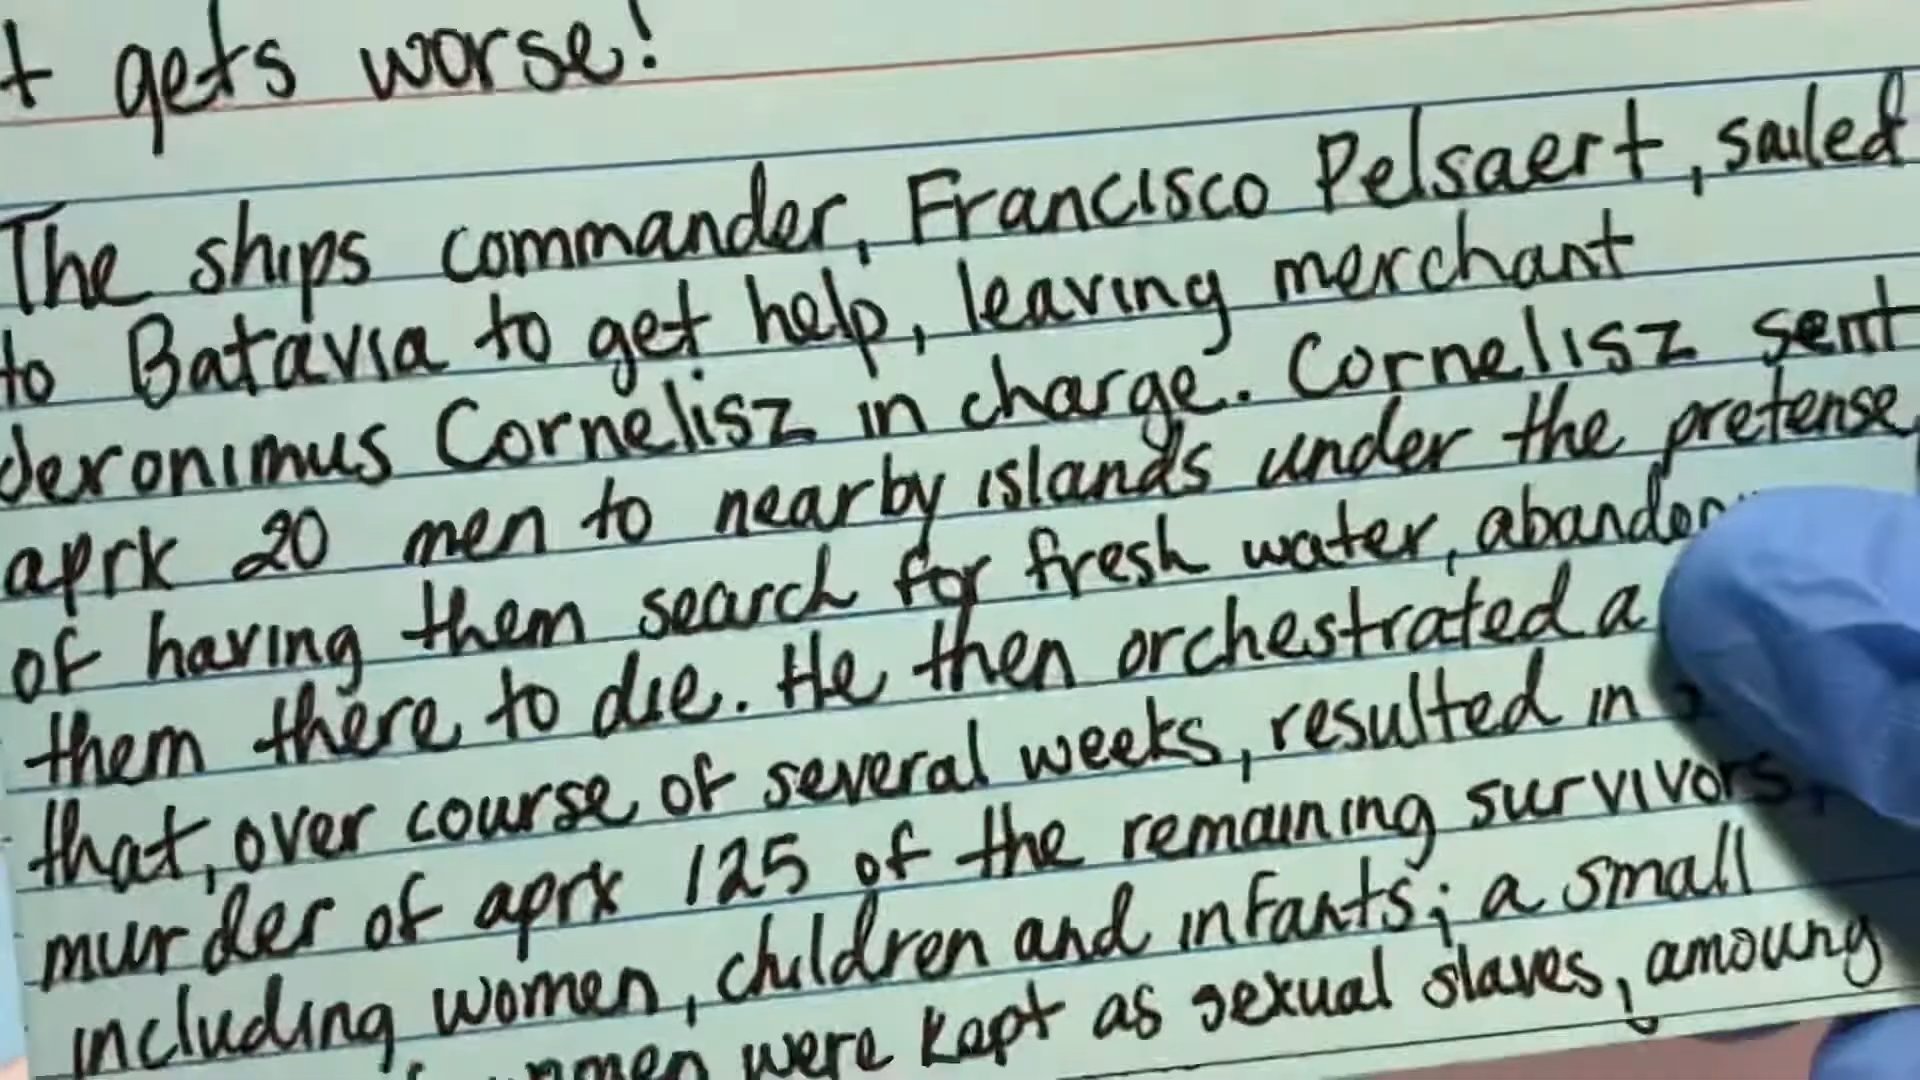 t gets worse!
The ships commander, Francisco Pelsaert, sailed
to Batavia to get help, leaving merchant
Jeronimus Cornelisz in charge. Cornelisz sent
aprx 20 men to nearby islands under the pretense
of having them search for fresh water, abandon
them there to die. He then orchestrated a
that, over course of several weeks, resulted in
murder of aprx 125 of the remaining survivors,
including women, children and infants; a small
women were kept as sexual slaves, amoung